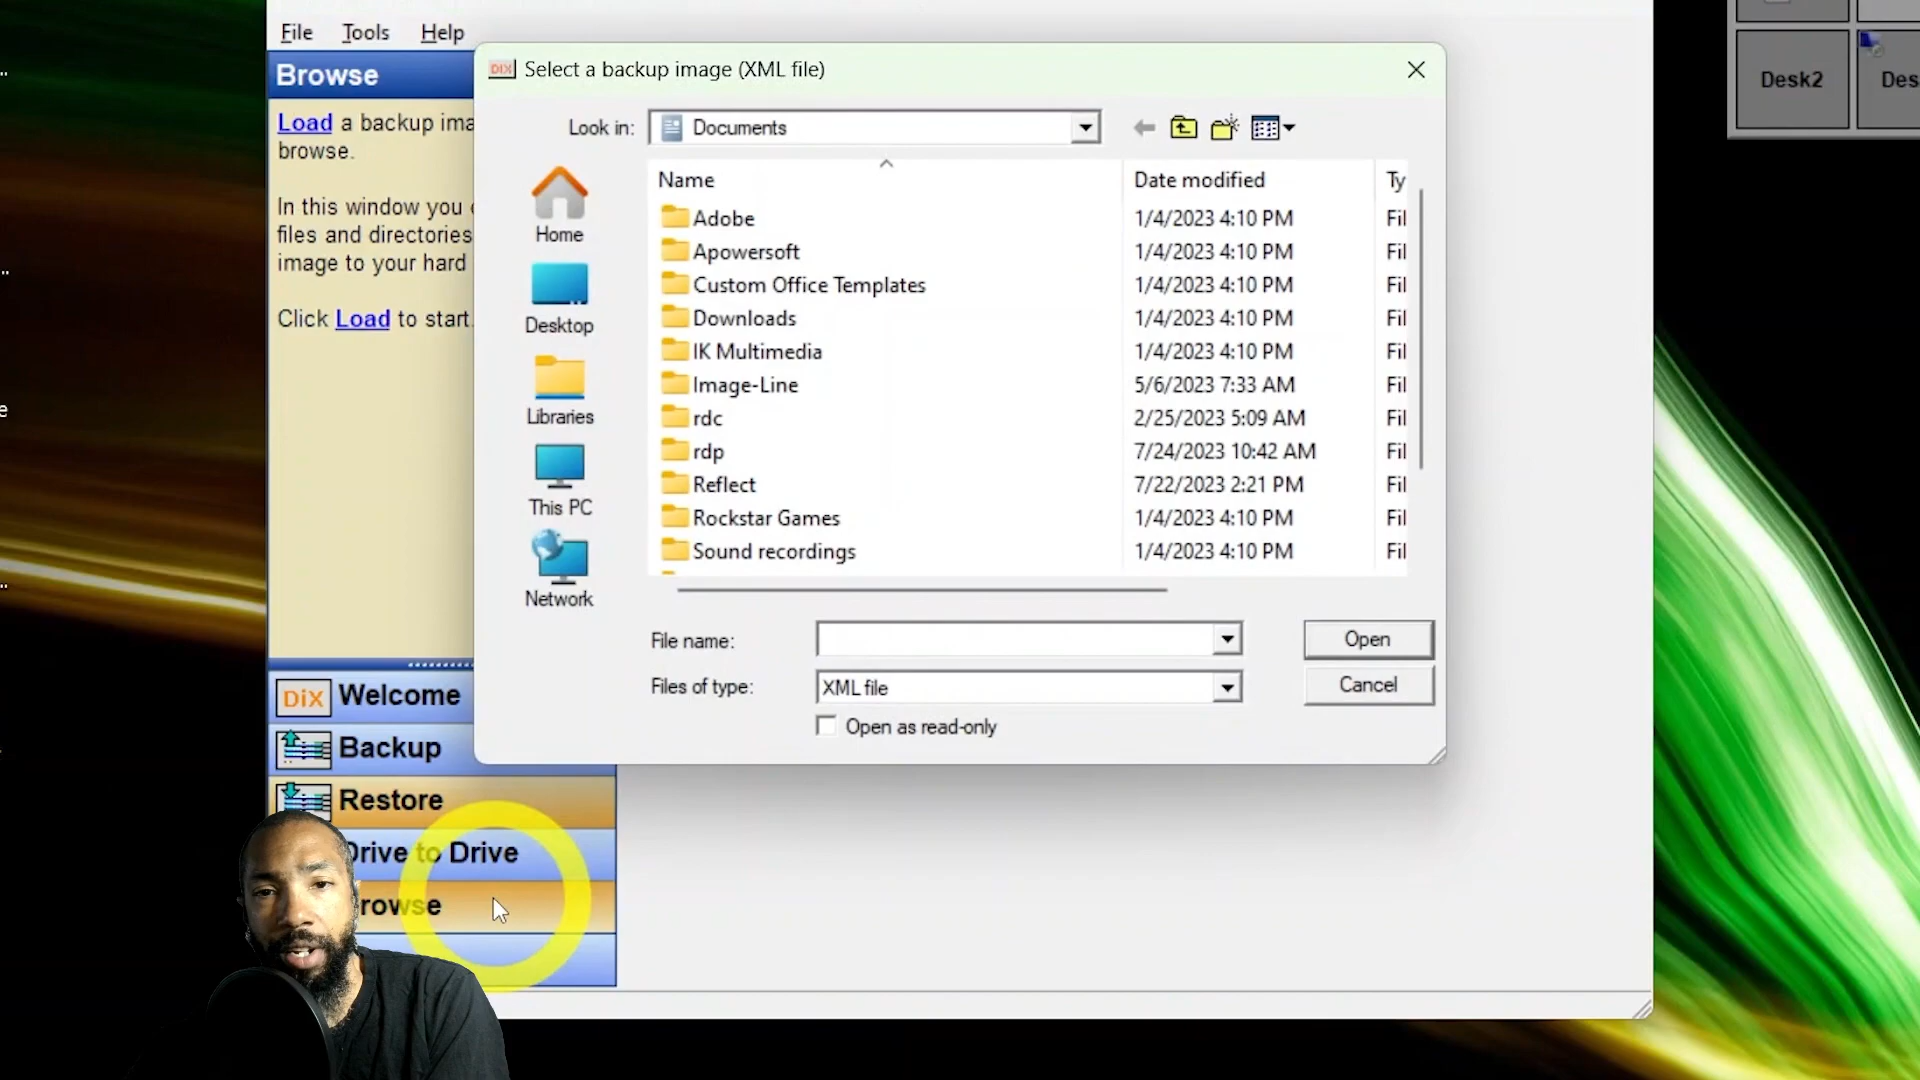 File Tools Help
Browse
Load a backup ima
browse.
In this window you
files and directories
image to your hard
Click Load to start.
DiX Welcome
Backup
Restore
Drive to Drive
rowse
DIX Select a backup image (XML file)
Look in: Documents
Home
Desktop
Libraries
This PC
Network
Name Date modified Ty
Adobe 1/4/2023 4:10 PM Fil
Apowersoft 1/4/2023 4:10 PM Fil
Custom Office Templates 1/4/2023 4:10 PM Fil
Downloads 1/4/2023 4:10 PM Fil
IK Multimedia 1/4/2023 4:10 PM Fil
Image-Line 5/6/2023 7:33 AM Fil
rdc 2/25/2023 5:09 AM Fil
rdp 7/24/2023 10:42 AM Fil
Reflect 7/22/2023 2:21 PM Fil
Rockstar Games 1/4/2023 4:10 PM Fil
Sound recordings 1/4/2023 4:10 PM Fil
File name:
Open
Files of type: XML file
Cancel
Open as read-only
Desk2
Des
..
..
e
..